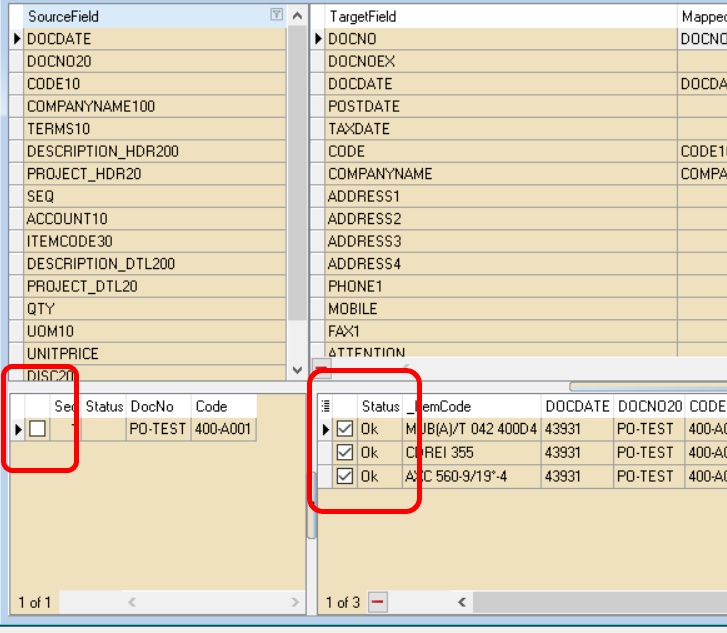 SourceField
DOCDATE
DOCNO20
CODE10
COMPANYNAME100
TERMS10
DESCRIPTION_HDR200
PROJECT_HDR20
SEQ
ACCOUNT10
ITEMCODE30
DESCRIPTION_DTL200
PROJECT_DTL20
QTY
UOM10
UNITPRICE
DISC20
TargetField Mapped
DOCNO DOCNO
DOCNOEX
DOCDATE DOCDA
POSTDATE
TAXDATE
CODE CODE1
COMPANYNAME COMPA
ADDRESS1
ADDRESS2
ADDRESS3
ADDRESS4
PHONE1
MOBILE
FAX1
ATTENTION
Seq Status DocNo Code
1 PO-TEST 400-A001
1 of 1
Status _ItemCode DOCDATE DOCNO20 CODE
Ok MUB(A)/T 042 400D4 43931 PO-TEST 400-A0
Ok 355 43931 PO-TEST 400-A0
Ok AXC 560-9/19"-4 43931 PO-TEST 400-A0
1 of 3